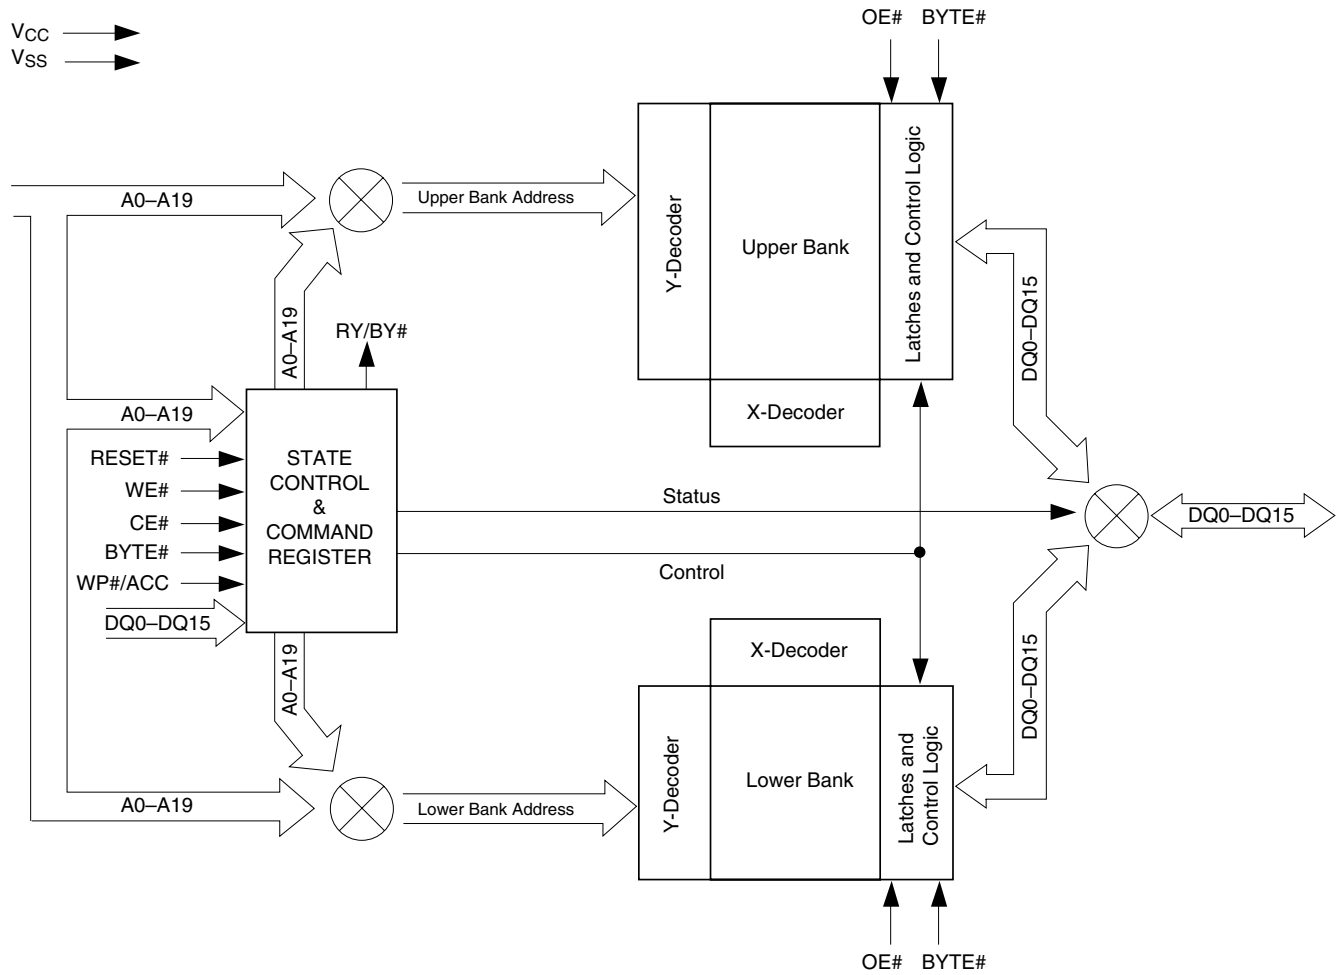 VCC
VSS
OE# BYTE#
A0–A19
Upper Bank Address
Y-Decoder
Upper Bank
Latches and Control Logic
X-Decoder
DQ0–DQ15
A0–A19
RY/BY#
A0–A19
RESET#
WE#
CE#
BYTE#
WP#/ACC
DQ0–DQ15
STATE
CONTROL
&
COMMAND
REGISTER
Status
Control
DQ0–DQ15
A0–A19
X-Decoder
DQ0–DQ15
A0–A19
Lower Bank Address
Y-Decoder
Lower Bank
Latches and
Control Logic
OE# BYTE#